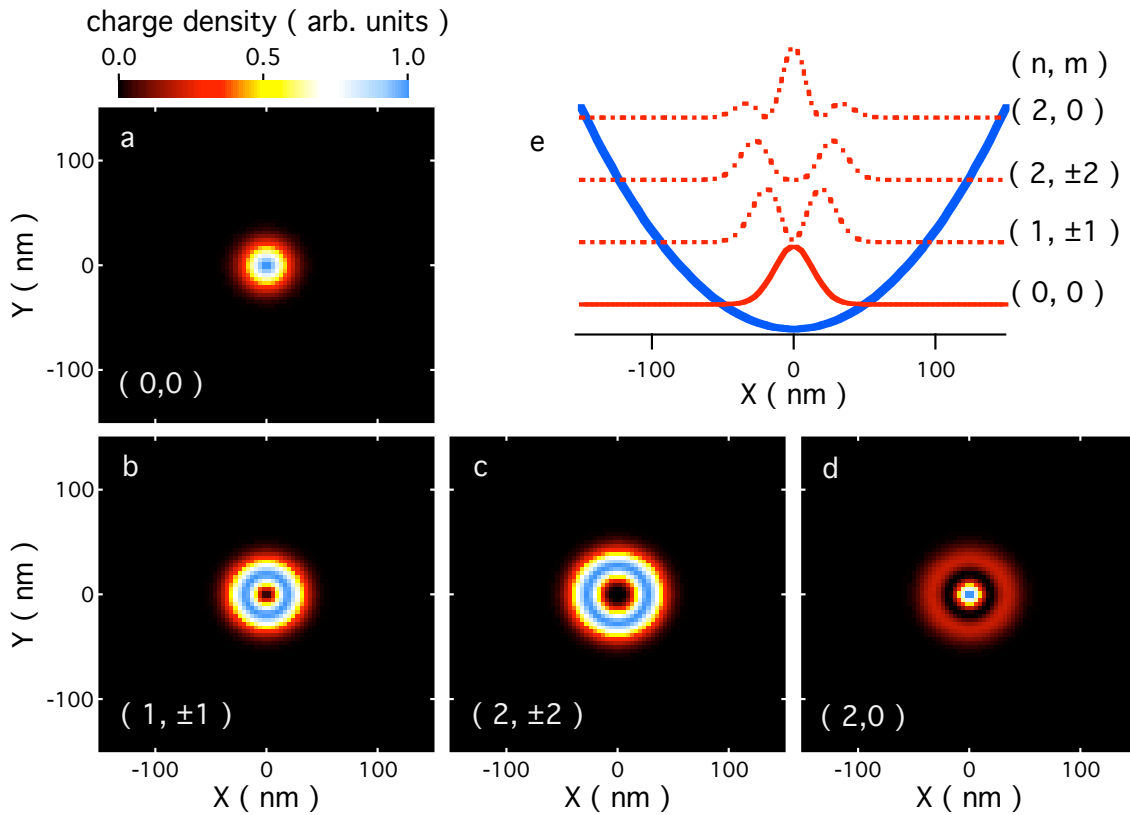 charge density ( arb. units )
0.0 0.5 1.0
a
100
0
-100
Y ( nm )
( 0,0 )
e
( n, m )
( 2, 0 )
( 2, ±2 )
( 1, ±1 )
( 0, 0 )
-100 0 100
X ( nm )
b
100
0
-100
Y ( nm )
( 1, ±1 )
-100 0 100
X ( nm )
c
( 2, ±2 )
-100 0 100
X ( nm )
d
( 2,0 )
-100 0 100
X ( nm )